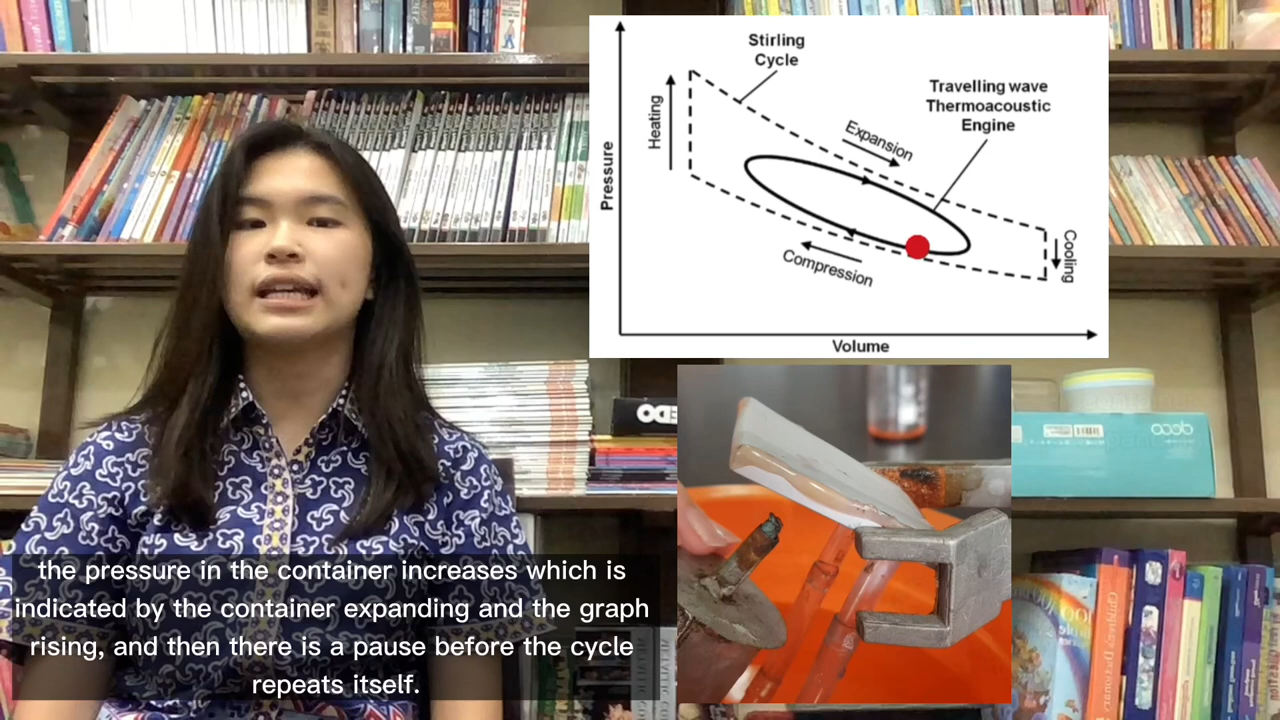 Stirling
Cycle
Travelling wave
Thermoacoustic
Engine
Heating
Expansion
Pressure
Compression
Cooling
Volume
the pressure in the container increases which is
indicated by the container expanding and the graph
rising, and then there is a pause before the cycle
repeats itself.